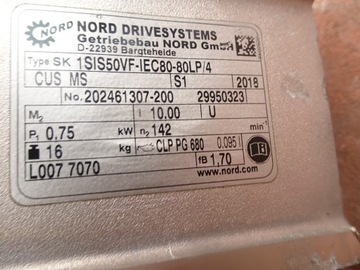 NORD NORD DRIVESYSTEMS
Getriebebau NORD GmbH
D-22939 Bargteheide
Type SK 1SIS50VF-IEC80-80LP/4
CUS MS S1 2018
No. 202461307-200 29950323
M₂ i 10.00 U
P₁ 0.75 kW n₂ 142 min⁻¹
16 kg CLP PG 680 0.095 l
L007 7070 fB 1,70
www.nord.com